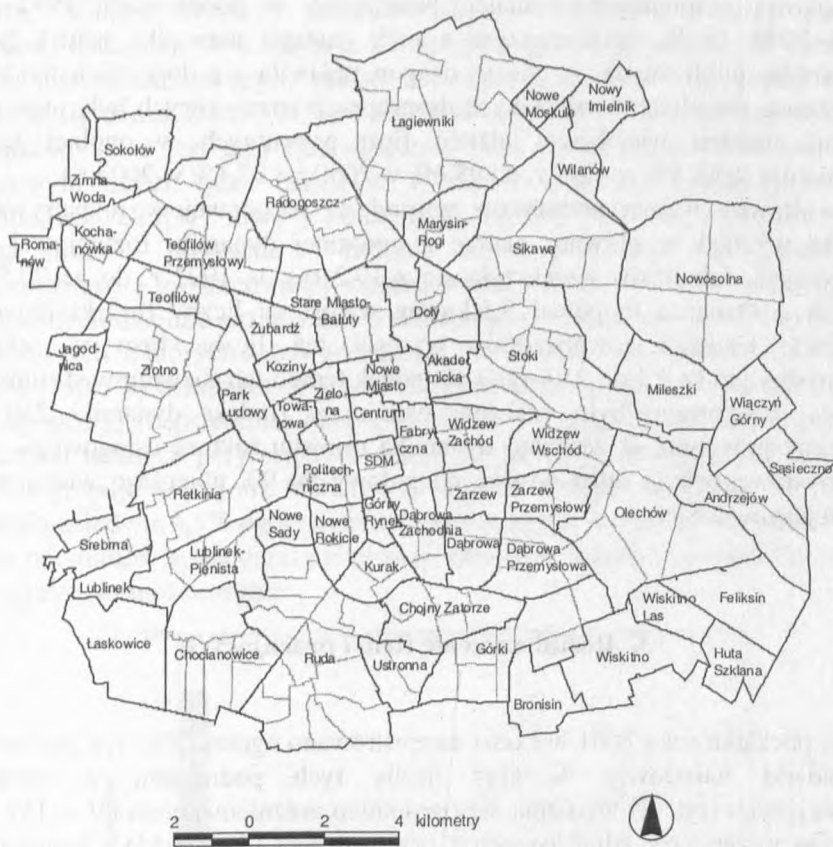 Łagiewniki
Nowe
Moskule
Nowy
Imielnik
Sokołów
Wilanów
Zimna
Woda
Radogoszcz
Marysin-
Rogi
Kocha-
nówka
Roma-
nów
Teofilów
Przemysłowy
Sikawa
Nowosolna
Teofilów
Stare Miasto-
Bałuty
Doły
Żubardź
Stoki
Jagod-
nica
Złotno
Koziny
Nowe
Miasto
Akade-
micka
Mileszki
Park
Ludowy
Zielo-
na
Towa-
rowa
Centrum
Wiączyń
Górny
Fabry-
czna
Widzew
Zachód
Widzew
Wschód
SDM
Sąsieczno
Politech-
niczna
Retkinia
Zarzew
Zarzew
Przemysłowy
Andrzejów
Górny
Rynek
Olechów
Nowe
Sady
Nowe
Rokicie
Dąbrowa
Zachodnia
Srebrna
Lublinek-
Pienista
Dąbrowa
Dąbrowa
Przemysłowa
Kurak
Lublinek
Chojny Zatorze
Wiskitno
Las
Feliksin
Łaskowice
Chocianowice
Ruda
Ustronna
Górki
Wiskitno
Huta
Szklana
Bronisin
2 0 2 4 kilometry